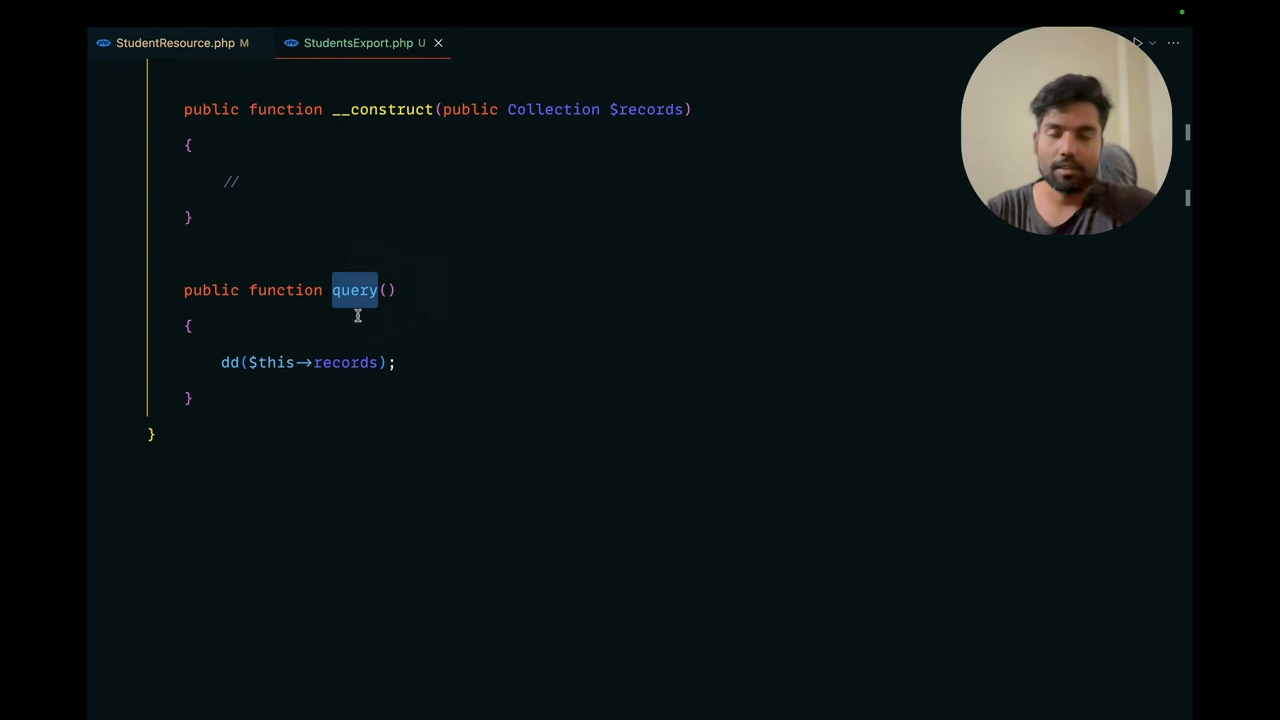 StudentResource.php M StudentsExport.php U
public function __construct(public Collection $records)
{
//
}
public function query()
{
dd($this->records);
}
}